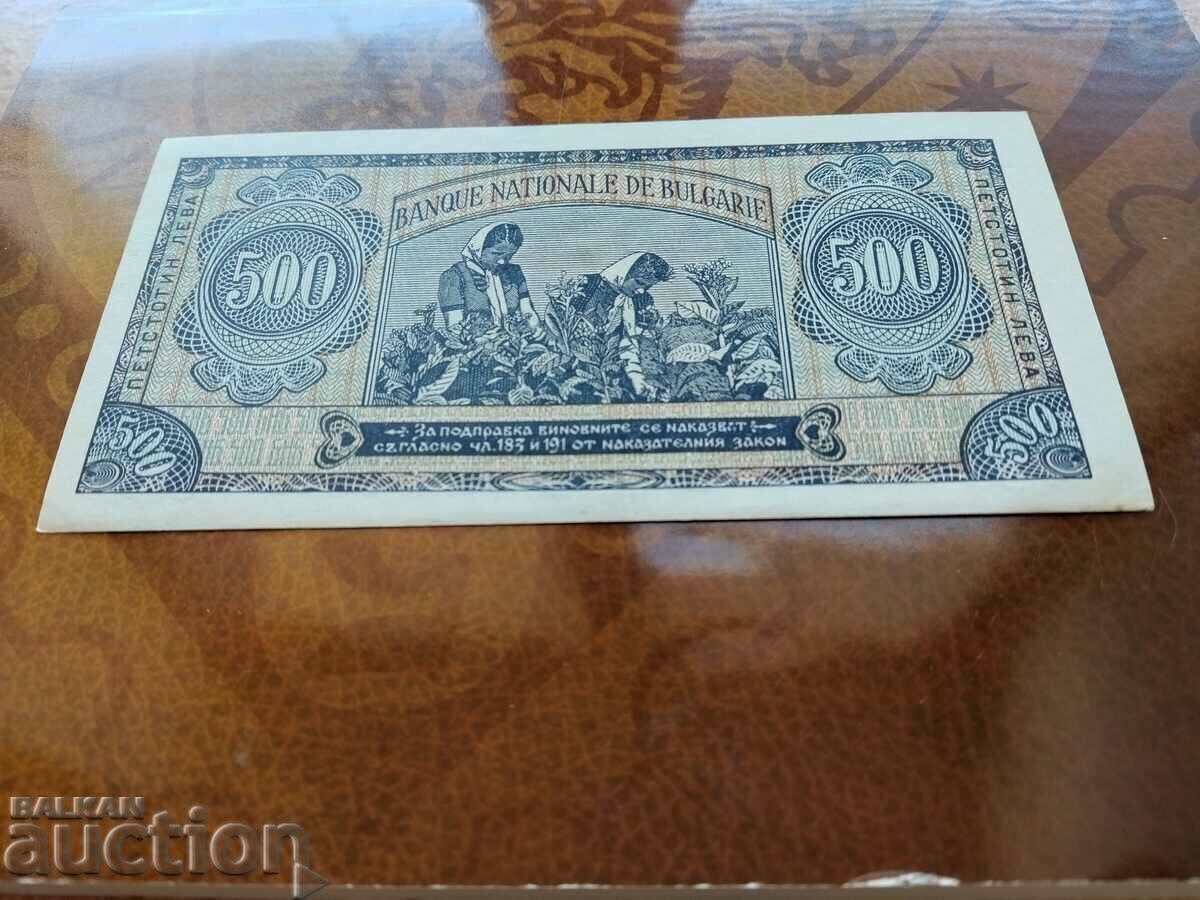 BANQUE NATIONALE DE BULGARIE
500
500
ПЕТСТОТИН ЛЕВА
ПЕТСТОТИН ЛЕВА
ЗА ПОДПРАВКА ВИНОВНИТЕ СЕ НАКАЗВАТ
СЪГЛАСНО ЧЛ. 183 И 191 ОТ НАКАЗАТЕЛНИЯ ЗАКОН
500
500
BALKAN
auction